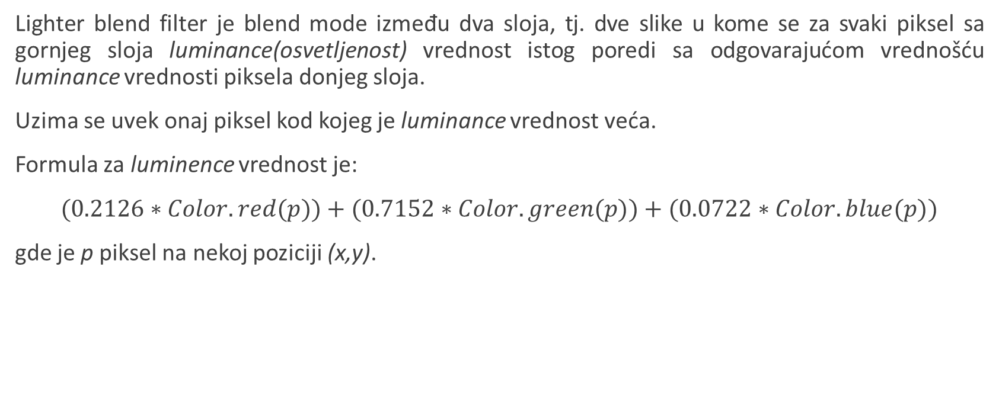 Lighter blend filter je blend mode između dva sloja, tj. dve slike u kome se za svaki piksel sa
gornjeg sloja luminance(osvetljenost) vrednost istog poredi sa odgovarajućom vrednošću
luminance vrednosti piksela donjeg sloja.
Uzima se uvek onaj piksel kod kojeg je luminance vrednost veća.
Formula za luminence vrednost je:
(0.2126 ∗ Color.red(p)) + (0.7152 ∗ Color.green(p)) + (0.0722 ∗ Color.blue(p))
gde je p piksel na nekoj poziciji (x,y).